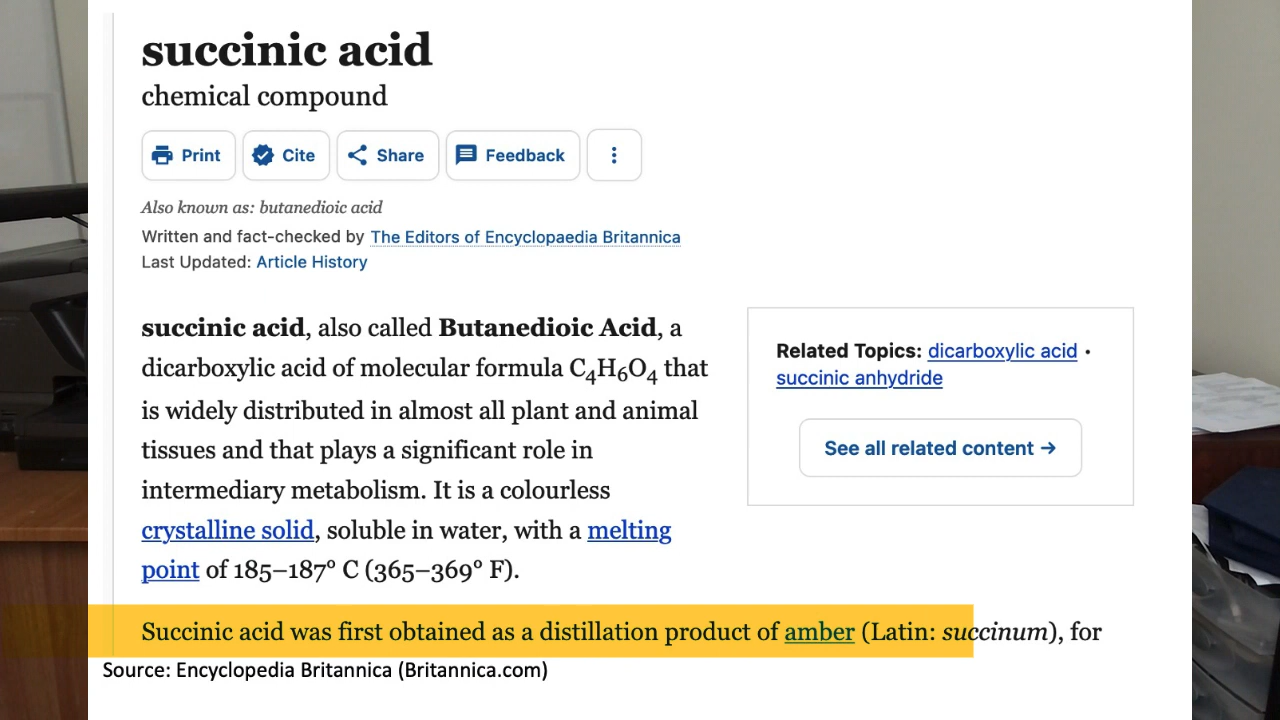 succinic acid
chemical compound
Print Cite Share Feedback
Also known as: butanedioic acid
Written and fact-checked by The Editors of Encyclopaedia Britannica
Last Updated: Article History
succinic acid, also called Butanedioic Acid, a
dicarboxylic acid of molecular formula C₄H₆O₄ that
is widely distributed in almost all plant and animal
tissues and that plays a significant role in
intermediary metabolism. It is a colourless
crystalline solid, soluble in water, with a melting
point of 185–187° C (365–369° F).
Related Topics: dicarboxylic acid •
succinic anhydride
See all related content →
Succinic acid was first obtained as a distillation product of amber (Latin: succinum), for
Source: Encyclopedia Britannica (Britannica.com)